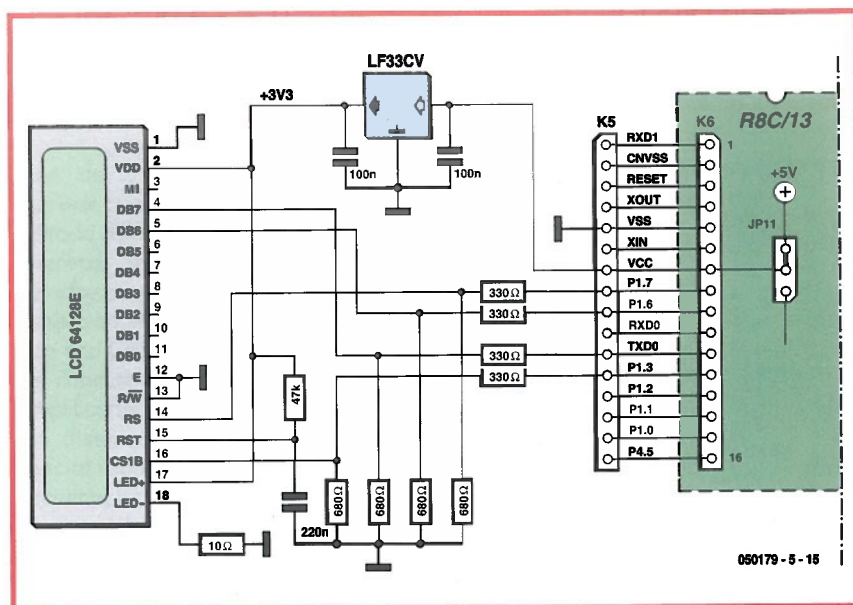 LF33CV
+3V3
100n
100n
LCD 64128E
1 VSS
2 VDD
3 MI
4 DB7
5 DB6
6 DB5
7 DB4
8 DB3
9 DB2
10 DB1
11 DB0
12 E
13 R/W
14 RS
15 RST
16 CS1B
17 LED+
18 LED-
47k
220n
10Ω
680Ω
680Ω
680Ω
680Ω
330Ω
330Ω
330Ω
330Ω
K5
K6
R8C/13
RXD1
1
CNVSS
RESET
XOUT
VSS
XIN
VCC
P1.7
P1.6
RXD0
TXD0
P1.3
P1.2
P1.1
P1.0
P4.5
16
+5V
JP11
050179 - 5 - 15